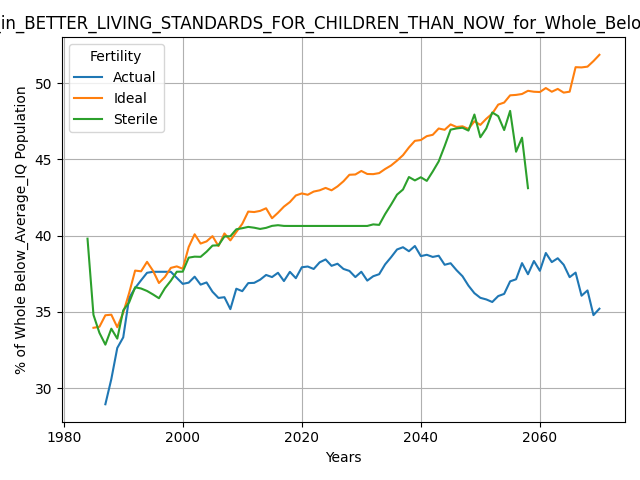 _in_BETTER_LIVING_STANDARDS_FOR_CHILDREN_THAN_NOW_for_Whole_Belo
Fertility
Actual
Ideal
Sterile
% of Whole Below_Average_IQ Population
50
45
40
35
30
1980 2000 2020 2040 2060
Years